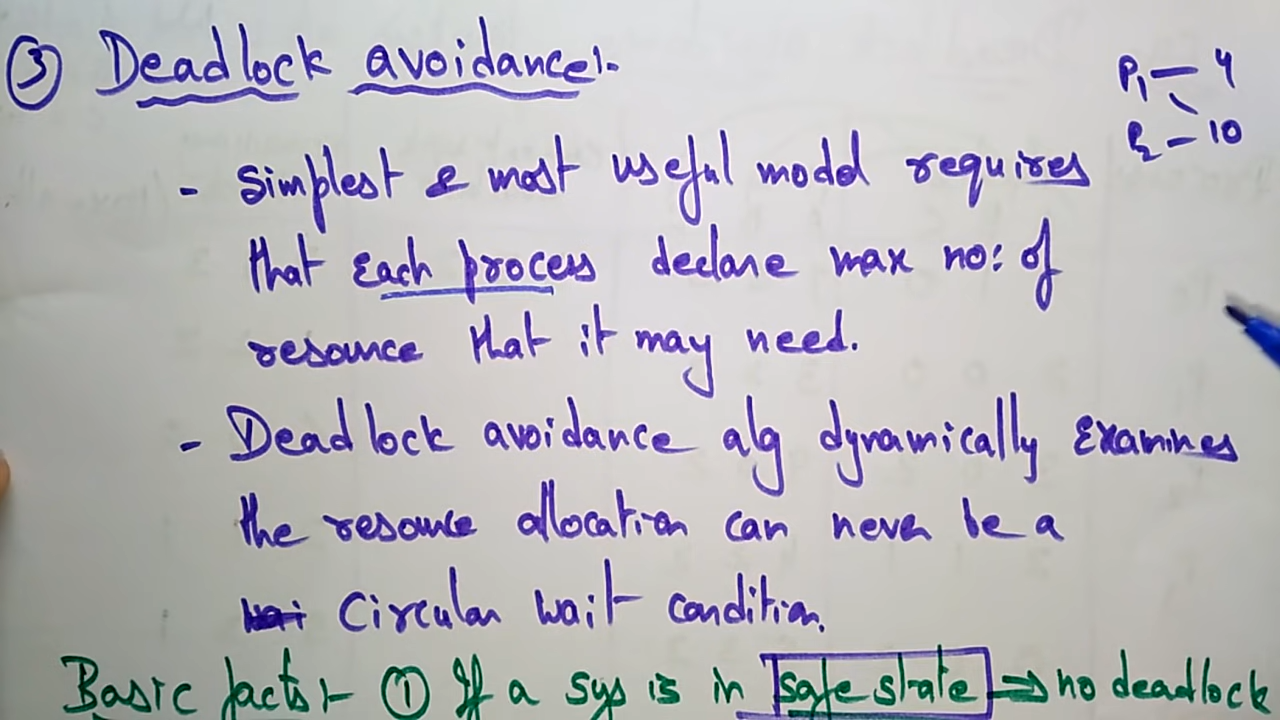 ③ Deadlock avoidance:-
P1 — 4
P2 — 10
- Simplest & most useful model requires
that Each process declare max no: of
resource that it may need.
- Deadlock avoidance alg dynamically Examines
the resource allocation can never be a
Circular wait condition.
Basic facts:- ① If a sys is in safe state ⇒ no deadlock